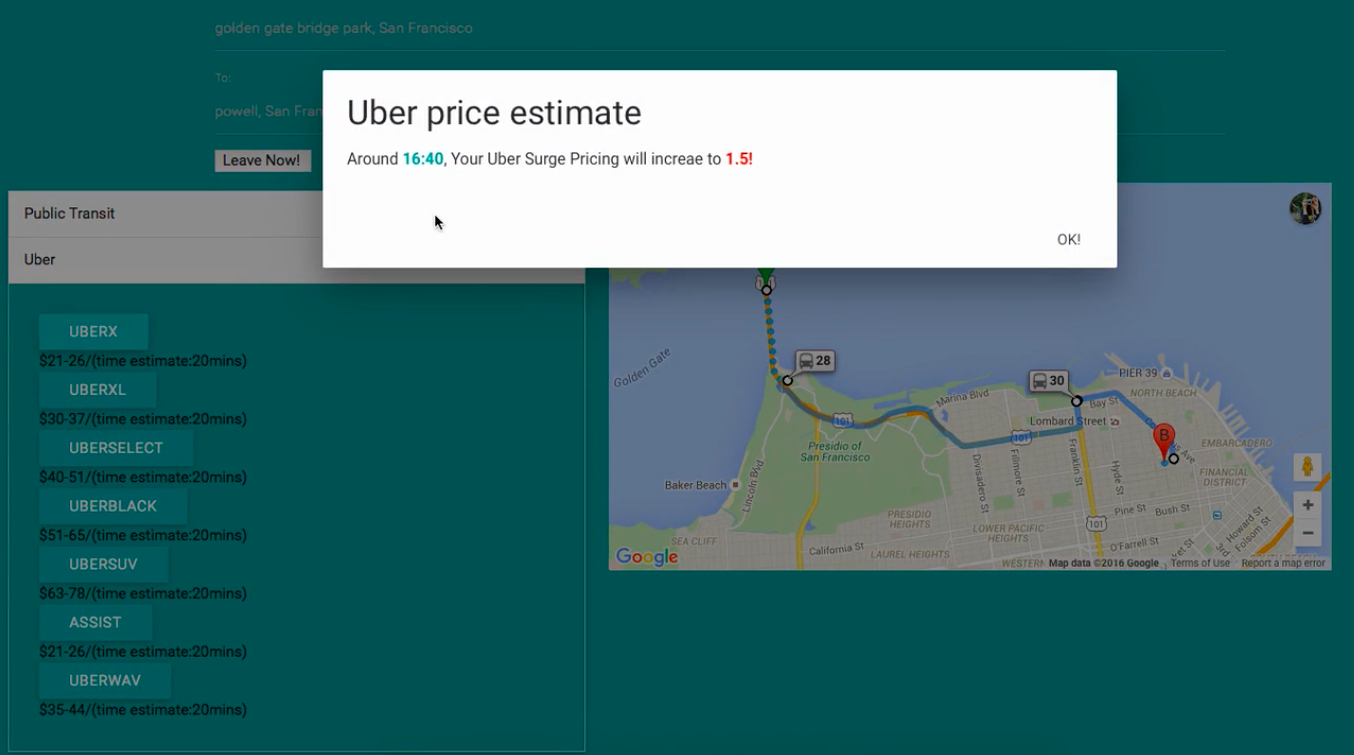 golden gate bridge park, San Francisco
To:
powell, San Fran
Leave Now!
Uber price estimate
Around 16:40, Your Uber Surge Pricing will increae to 1.5!
OK!
Public Transit
Uber
UBERX
$21-26/(time estimate:20mins)
UBERXL
$30-37/(time estimate:20mins)
UBERSELECT
$40-51/(time estimate:20mins)
UBERBLACK
$51-65/(time estimate:20mins)
UBERSUV
$63-78/(time estimate:20mins)
ASSIST
$21-26/(time estimate:20mins)
UBERWAV
$35-44/(time estimate:20mins)
Golden Gate
28
30
PIER 39
NORTH BEACH
Marina Blvd
Bay St
101
Lombard Street
101
B
Presidio of
San Francisco
EMBARCADERO
FINANCIAL
DISTRICT
Baker Beach
Lincoln Blvd
Divisadero St
Fillmore St
Franklin St
Hyde St
Pine St
Bush St
PRESIDIO
HEIGHTS
LOWER PACIFIC
HEIGHTS
101
Howard St
Folsom St
SEA CLIFF
California St
LAUREL HEIGHTS
O'Farrell St
Google
WESTERN
Map data ©2016 Google
Terms of Use
Report a map error